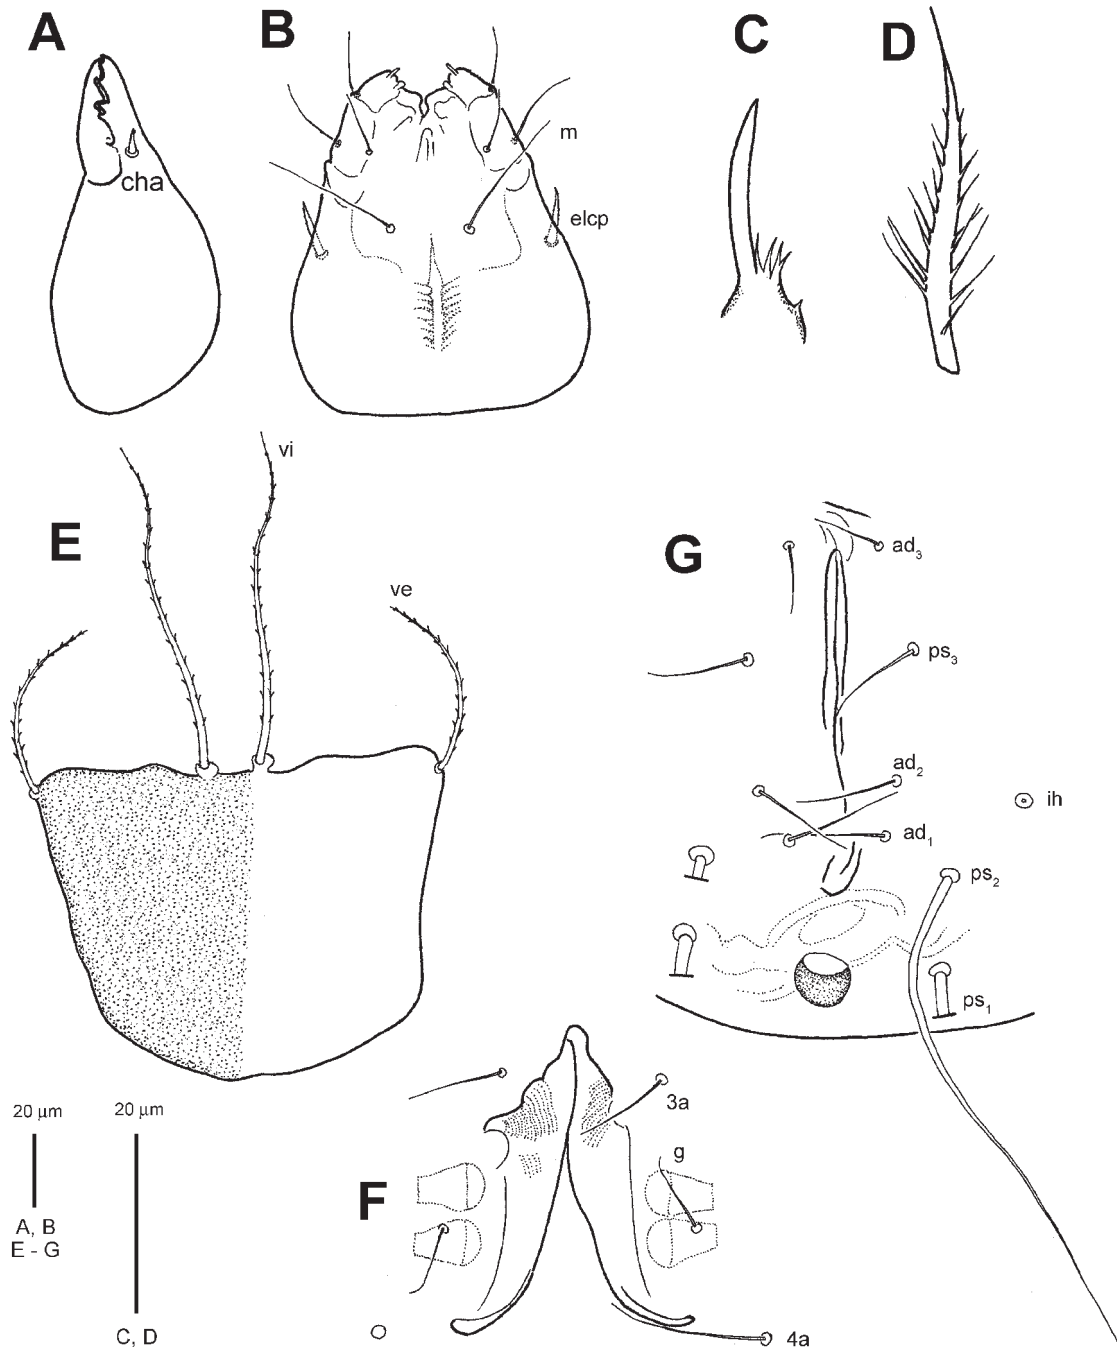 A
B
C
D
cha
m
elcp
E
vi
ve
G
ad₃
ps₃
ad₂
ih
ad₁
ps₂
ps₁
F
3a
g
4a
20 µm
A, B
E - G
20 µm
C, D